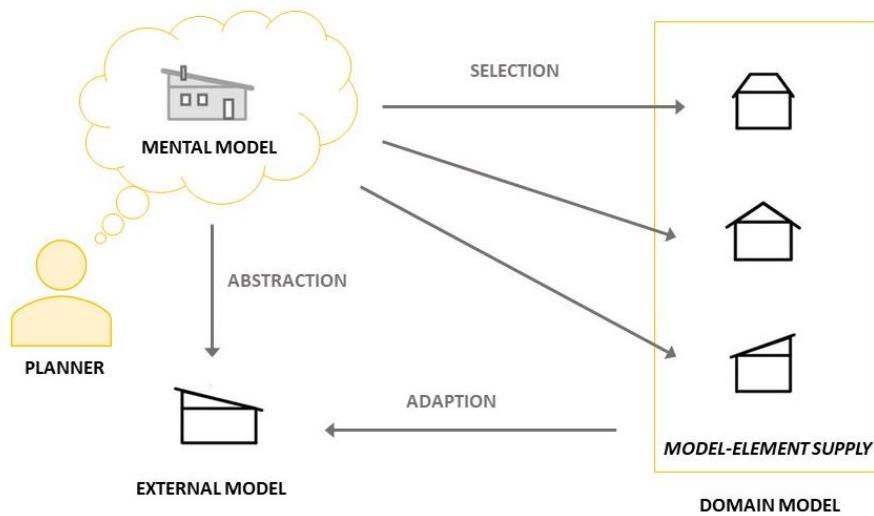 SELECTION
MENTAL MODEL
ABSTRACTION
PLANNER
ADAPTION
MODEL-ELEMENT SUPPLY
EXTERNAL MODEL
DOMAIN MODEL